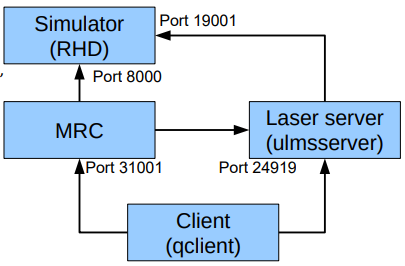 Simulator
(RHD)
Port 19001
Port 8000
MRC
Laser server
(ulmsserver)
Port 31001
Port 24919
Client
(qclient)